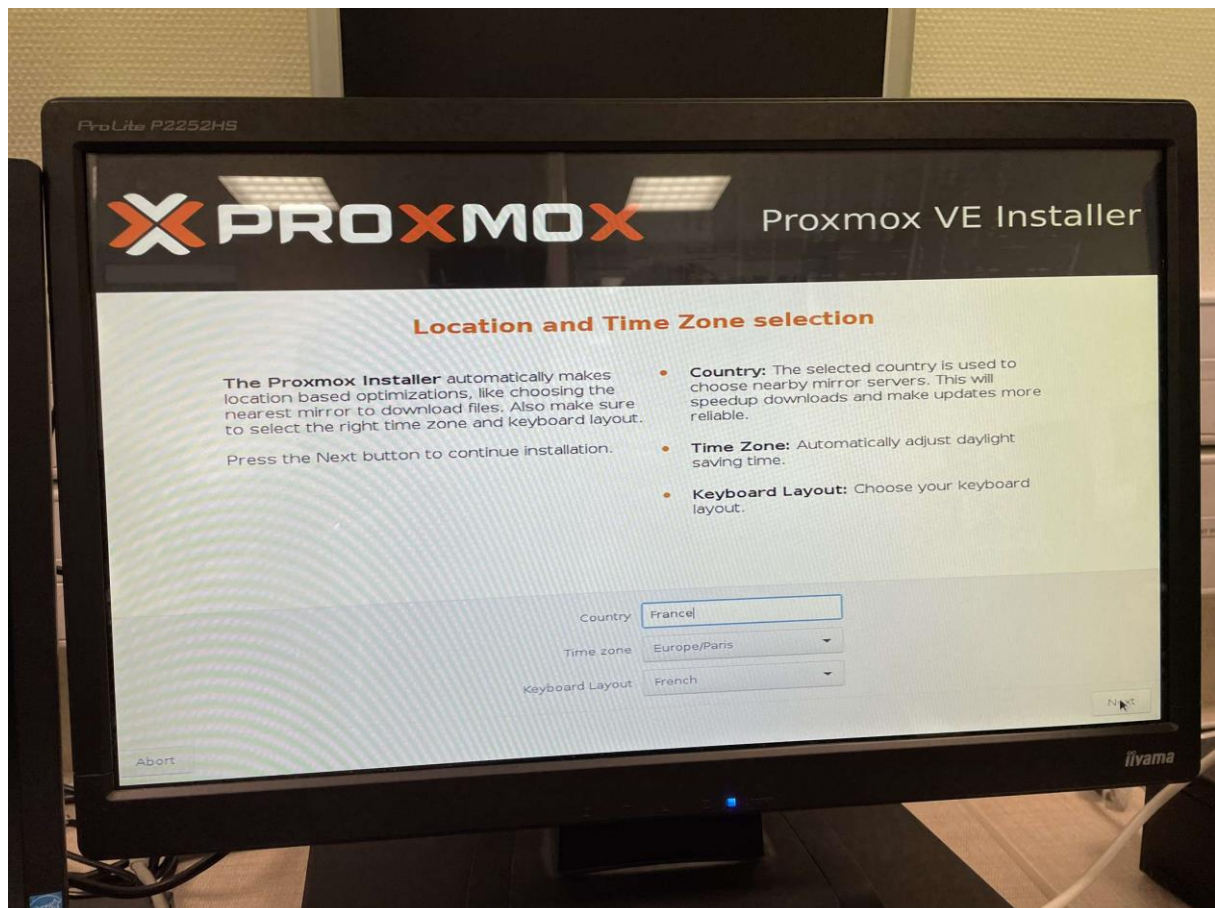 ProLite P2252HS
PROXMOX
Proxmox VE Installer
Location and Time Zone selection
The Proxmox Installer automatically makes
location based optimizations, like choosing the
nearest mirror to download files. Also make sure
to select the right time zone and keyboard layout.
Press the Next button to continue installation.
• Country: The selected country is used to
choose nearby mirror servers. This will
speedup downloads and make updates more
reliable.
• Time Zone: Automatically adjust daylight
saving time.
• Keyboard Layout: Choose your keyboard
layout.
Country France
Time zone Europe/Paris
Keyboard Layout French
Next
Abort
iiyama